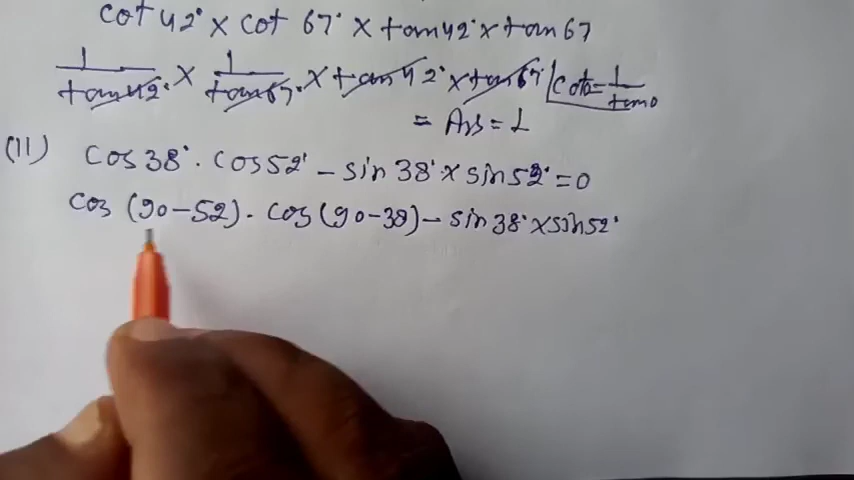 cot 42° × cot 67° × tan 42° × tan 67
1/tan 42° × 1/tan 67° × tan 42° × tan 67 | cotθ = 1/tanθ
= Ans = 1
(II) cos 38° . cos 52° - sin 38° × sin 52° = 0
cos (90-52) . cos (90-38) - sin 38° × sin 52°